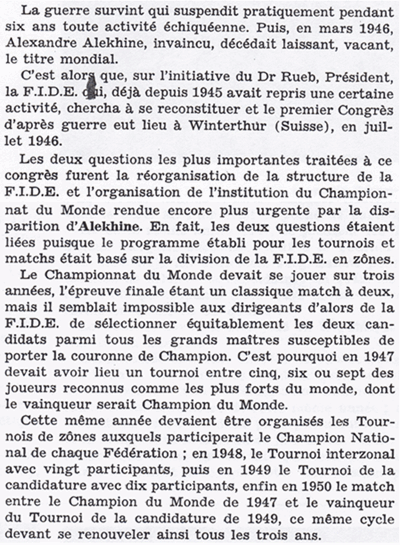 La guerre survint qui suspendit pratiquement pendant
six ans toute activité échiquéenne. Puis, en mars 1946,
Alexandre Alekhine, invaincu, décédait laissant, vacant,
le titre mondial.
C'est alors que, sur l'initiative du Dr Rueb, Président,
la F.I.D.E. qui, déjà depuis 1945 avait repris une certaine
activité, chercha à se reconstituer et le premier Congrès
d'après guerre eut lieu à Winterthur (Suisse), en juil-
let 1946.
Les deux questions les plus importantes traitées à ce
congrès furent la réorganisation de la structure de la
F.I.D.E. et l'organisation de l'institution du Champion-
nat du Monde rendue encore plus urgente par la dis-
parition d'Alekhine. En fait, les deux questions étaient
liées puisque le programme établi pour les tournois et
matchs était basé sur la division de la F.I.D.E. en zônes.
Le Championnat du Monde devait se jouer sur trois
années, l'épreuve finale étant un classique match à deux,
mais il semblait impossible aux dirigeants d'alors de la
F.I.D.E. de sélectionner équitablement les deux can-
didats parmi tous les grands maîtres susceptibles de
porter la couronne de Champion. C'est pourquoi en 1947
devait avoir lieu un tournoi entre cinq, six ou sept des
joueurs reconnus comme les plus forts du monde, dont
le vainqueur serait Champion du Monde.
Cette même année devaient être organisés les Tour-
nois de zônes auxquels participerait le Champion Natio-
nal de chaque Fédération ; en 1948, le Tournoi interzonal
avec vingt participants, puis en 1949 le Tournoi de la
candidature avec dix participants, enfin en 1950 le match
entre le Champion du Monde de 1947 et le vainqueur
du Tournoi de la candidature de 1949, ce même cycle
devant se renouveler ainsi tous les trois ans.